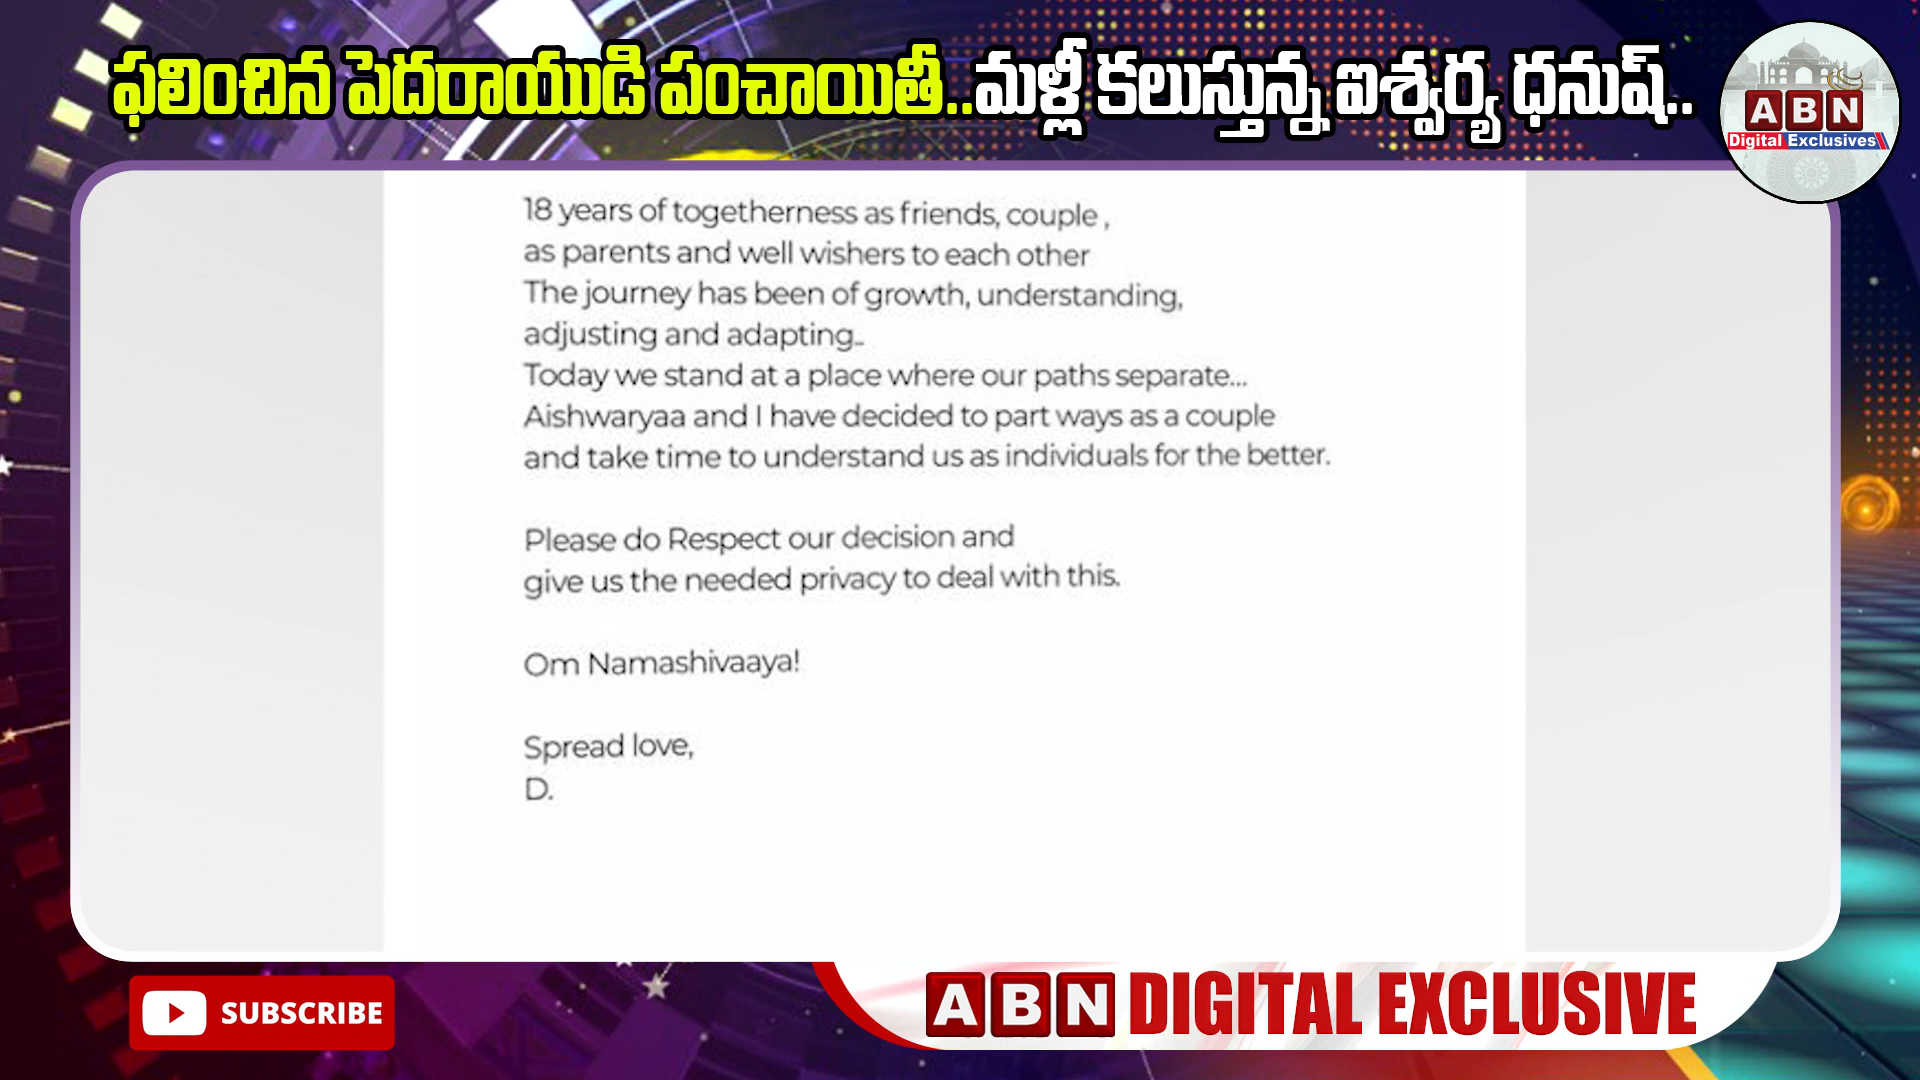 ఫలించిన పెదరాయుడి పంచాయితీ..మళ్లీ కలుస్తున్న ఐశ్వర్య ధనుష్..
ABN
Digital Exclusives
18 years of togetherness as friends, couple ,
as parents and well wishers to each other
The journey has been of growth, understanding,
adjusting and adapting..
Today we stand at a place where our paths separate...
Aishwaryaa and I have decided to part ways as a couple
and take time to understand us as individuals for the better.
Please do Respect our decision and
give us the needed privacy to deal with this.
Om Namashivaaya!
Spread love,
D.
SUBSCRIBE
ABN DIGITAL EXCLUSIVE